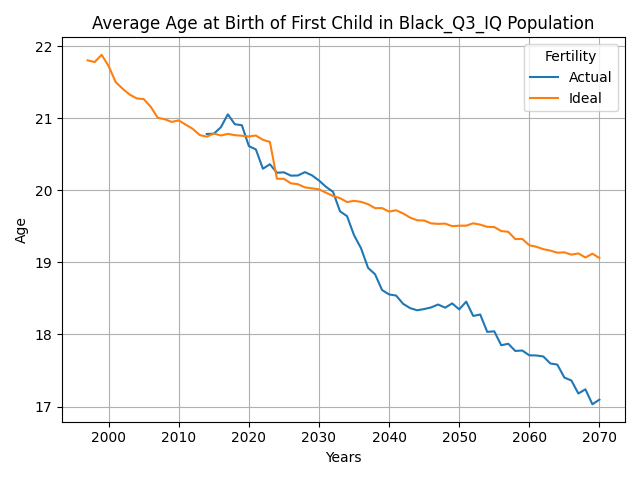 Average Age at Birth of First Child in Black_Q3_IQ Population
Fertility
Actual
Ideal
Age
22
21
20
19
18
17
2000 2010 2020 2030 2040 2050 2060 2070
Years